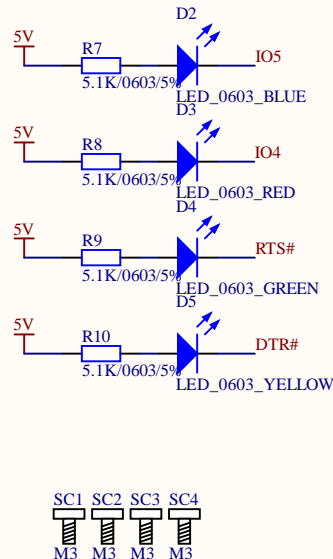 D2
5V
R7
IO5
5.1K/0603/5%
LED_0603_BLUE
D3
5V
R8
IO4
5.1K/0603/5%
LED_0603_RED
D4
5V
R9
RTS#
5.1K/0603/5%
LED_0603_GREEN
D5
5V
R10
DTR#
5.1K/0603/5%
LED_0603_YELLOW
SC1 SC2 SC3 SC4
M3 M3 M3 M3